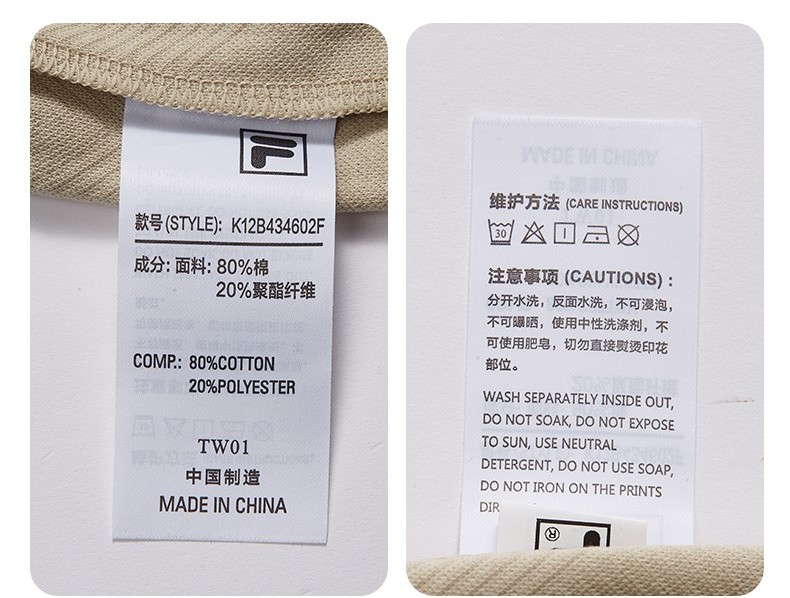 款号(STYLE): K12B434602F
成分: 面料: 80%棉
20%聚酯纤维
COMP.: 80%COTTON
20%POLYESTER
TW01
中国制造
MADE IN CHINA
维护方法 (CARE INSTRUCTIONS)
30
注意事项 (CAUTIONS) :
分开水洗，反面水洗，不可浸泡，
不可曝晒，使用中性洗涤剂，不
可使用肥皂，切勿直接熨烫印花
部位。
WASH SEPARATELY INSIDE OUT,
DO NOT SOAK, DO NOT EXPOSE
TO SUN, USE NEUTRAL
DETERGENT, DO NOT USE SOAP,
DO NOT IRON ON THE PRINTS